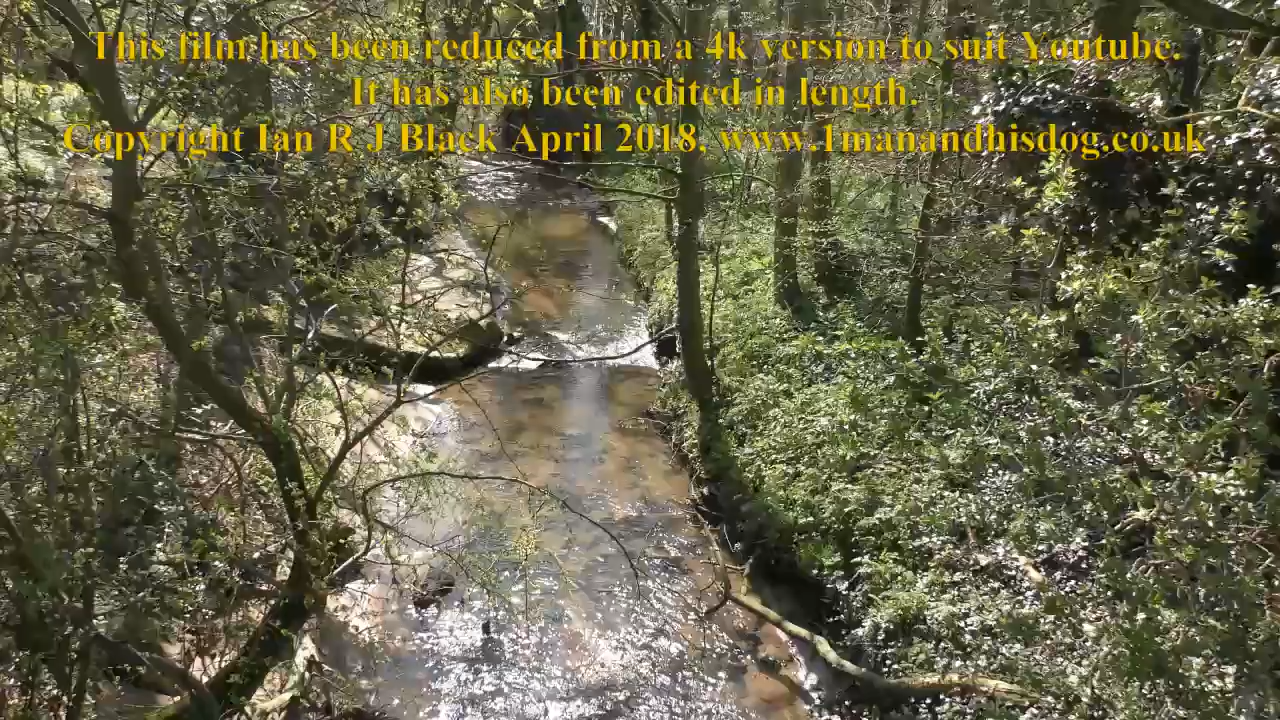 This film has been reduced from a 4k version to suit Youtube.
It has also been edited in length.
Copyright Ian R J Black April 2018, www.1manandhisdog.co.uk